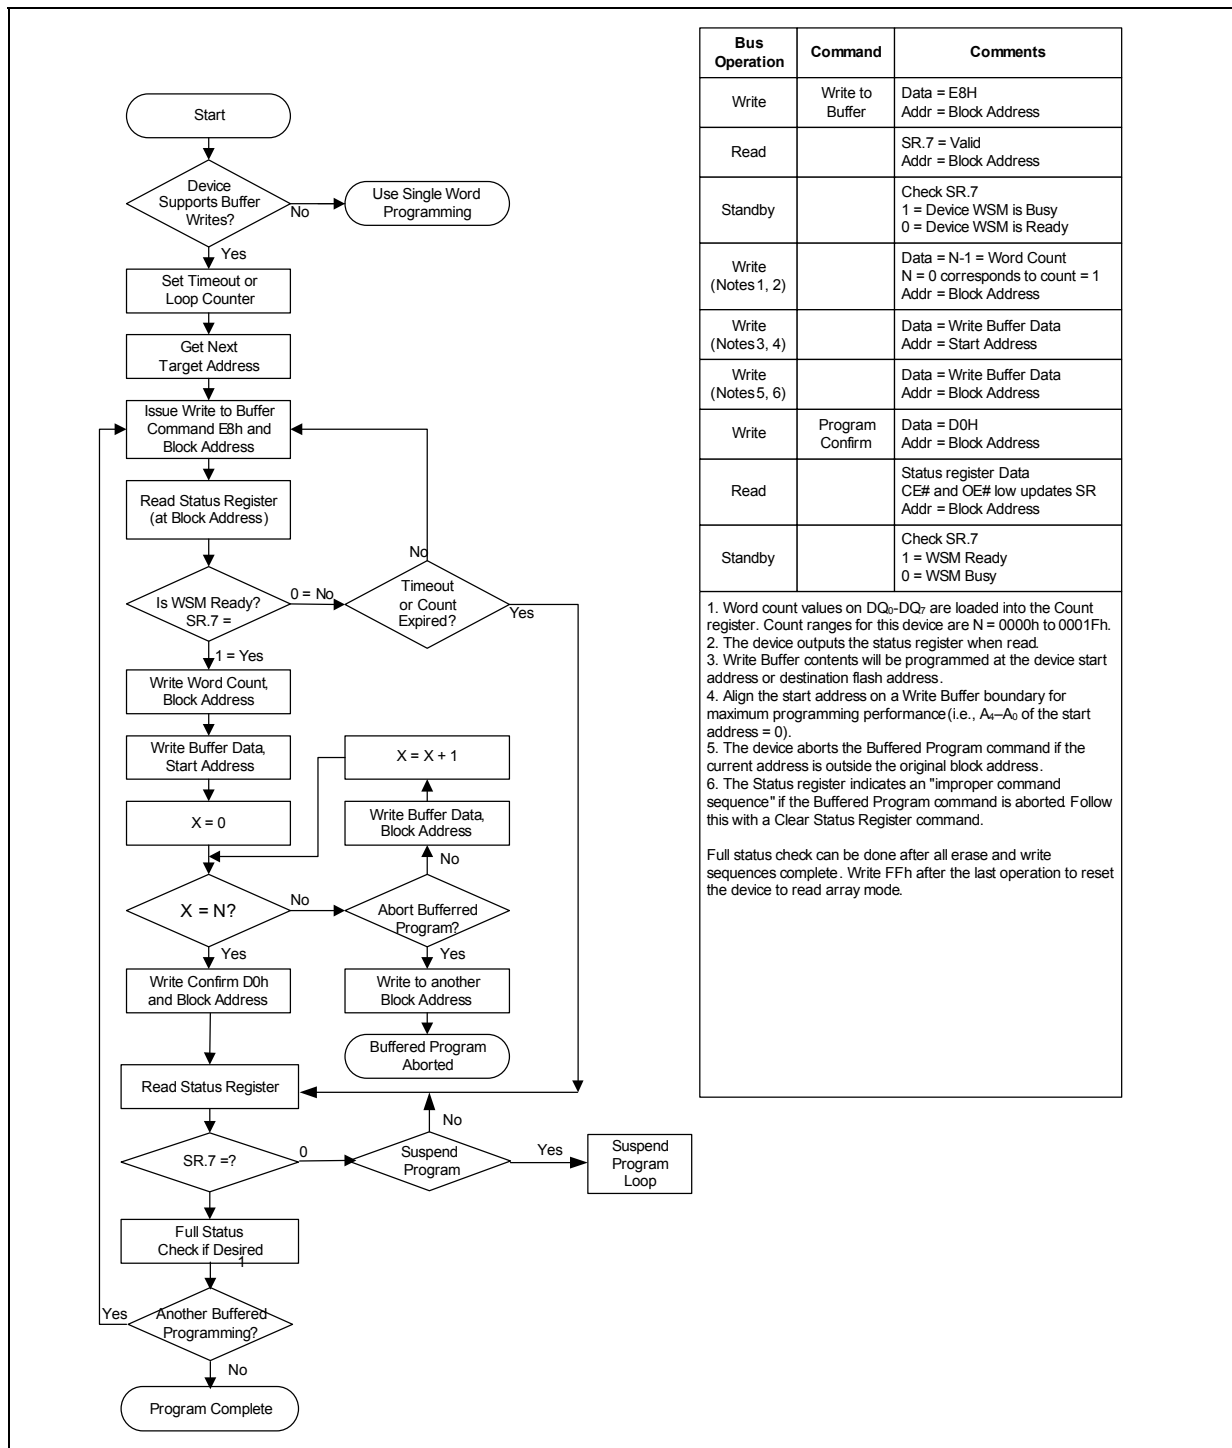 Start
Device
Supports Buffer
Writes?
No
Use Single Word
Programming
Yes
Set Timeout or
Loop Counter
Get Next
Target Address
Issue Write to Buffer
Command E8h and
Block Address
Read Status Register
(at Block Address)
No
Is WSM Ready?
SR.7 =
0 = No
Timeout
or Count
Expired?
Yes
1 = Yes
Write Word Count,
Block Address
Write Buffer Data,
Start Address
X = X + 1
X = 0
Write Buffer Data,
Block Address
No
X = N?
No
Abort Bufferred
Program?
Yes
Yes
Write Confirm D0h
and Block Address
Write to another
Block Address
Buffered Program
Aborted
Read Status Register
No
SR.7 =?
0
Suspend
Program
Yes
Suspend
Program
Loop
Full Status
Check if Desired
1
Yes
Another Buffered
Programming?
No
Program Complete
Bus
Operation
Command
Comments
Write
Write to
Buffer
Data = E8H
Addr = Block Address
Read
SR.7 = Valid
Addr = Block Address
Standby
Check SR.7
1 = Device WSM is Busy
0 = Device WSM is Ready
Write
(Notes 1, 2)
Data = N-1 = Word Count
N = 0 corresponds to count = 1
Addr = Block Address
Write
(Notes 3, 4)
Data = Write Buffer Data
Addr = Start Address
Write
(Notes 5, 6)
Data = Write Buffer Data
Addr = Block Address
Write
Program
Confirm
Data = D0H
Addr = Block Address
Read
Status register Data
CE# and OE# low updates SR
Addr = Block Address
Standby
Check SR.7
1 = WSM Ready
0 = WSM Busy
1. Word count values on DQ₀-DQ₇ are loaded into the Count
register. Count ranges for this device are N = 0000h to 0001Fh.
2. The device outputs the status register when read.
3. Write Buffer contents will be programmed at the device start
address or destination flash address.
4. Align the start address on a Write Buffer boundary for
maximum programming performance (i.e., A₄–A₀ of the start
address = 0).
5. The device aborts the Buffered Program command if the
current address is outside the original block address.
6. The Status register indicates an "improper command
sequence" if the Buffered Program command is aborted. Follow
this with a Clear Status Register command.
Full status check can be done after all erase and write
sequences complete. Write FFh after the last operation to reset
the device to read array mode.